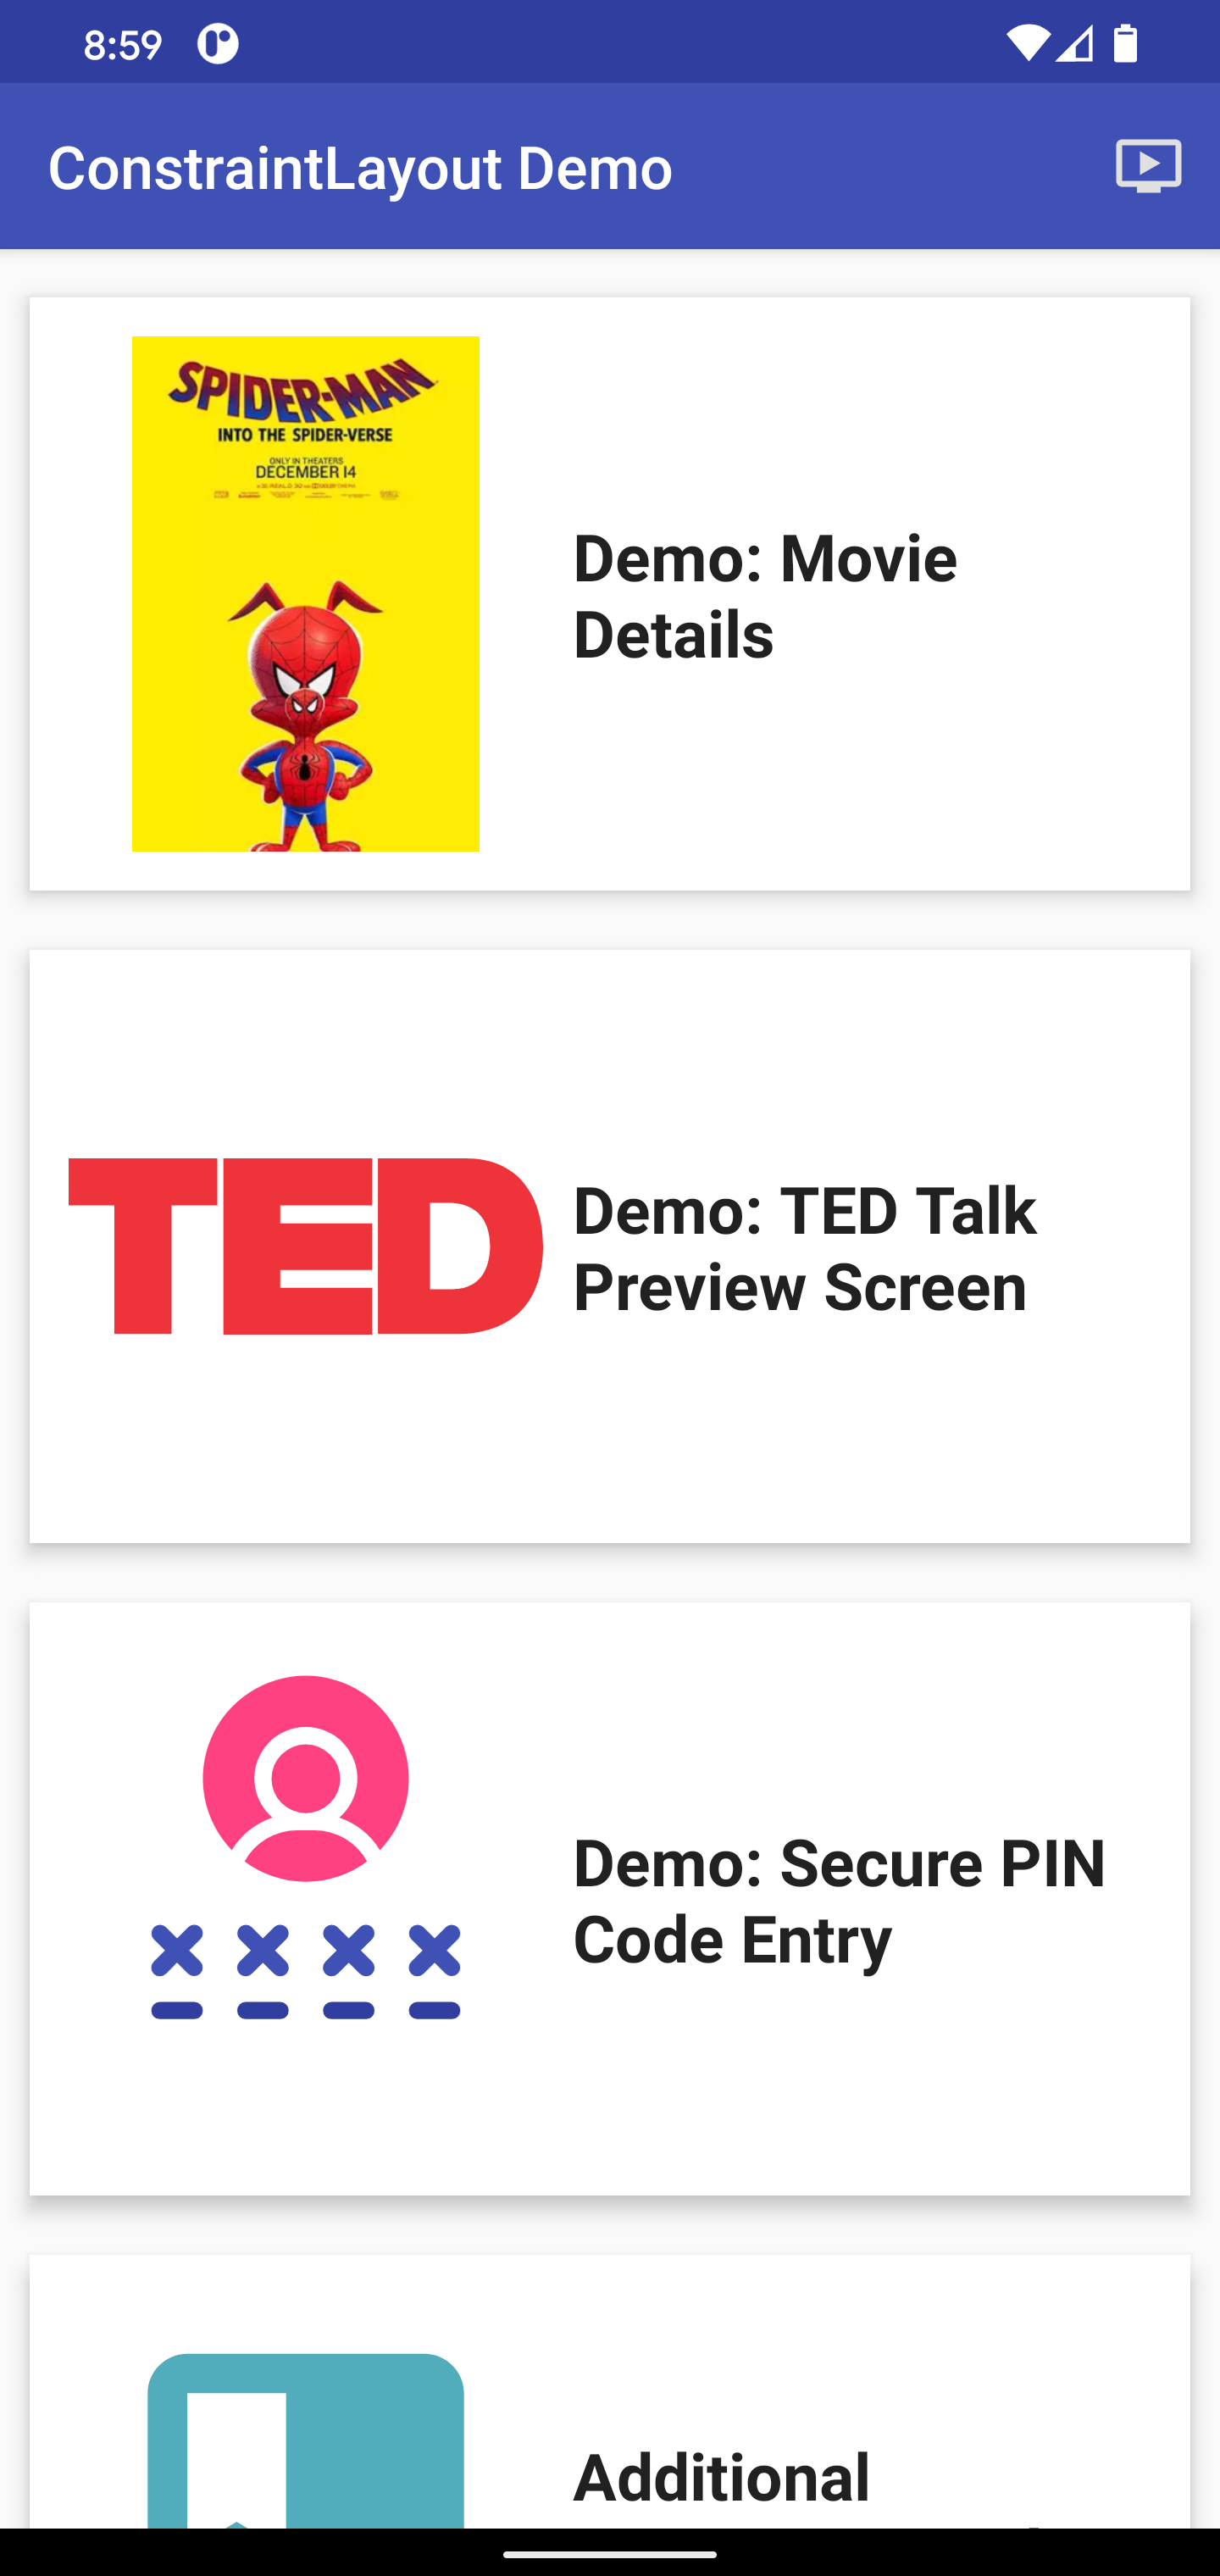 8:59
ConstraintLayout Demo
SPIDER-MAN
INTO THE SPIDER-VERSE
ONLY IN THEATERS
DECEMBER 14
Demo: Movie
Details
TED
Demo: TED Talk
Preview Screen
Demo: Secure PIN
Code Entry
Additional